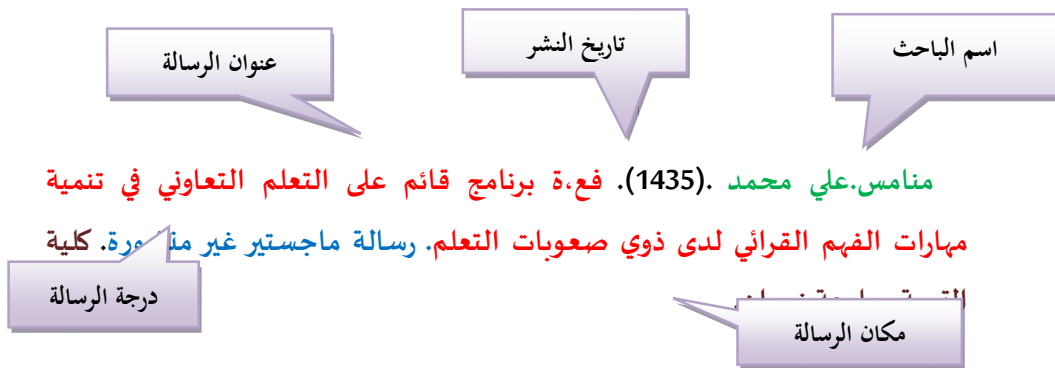 اسم الباحث
تاريخ النشر
عنوان الرسالة
منامس.علي محمد .(1435). فع،ة برنامج قائم على التعلم التعاوني في تنمية
مهارات الفهم القرائي لدى ذوي صعوبات التعلم. رسالة ماجستير غير . كلية
درجة الرسالة
مكان الرسالة